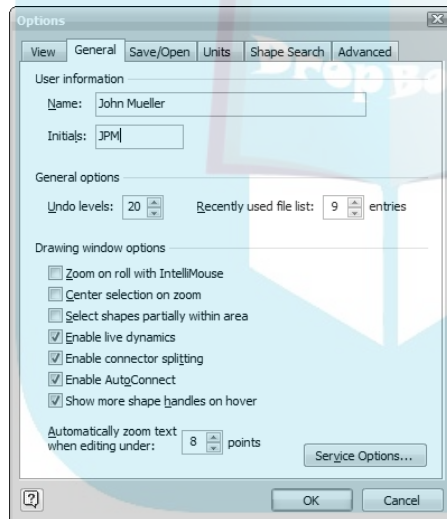 Options
View General Save/Open Units Shape Search Advanced
User information
Name: John Mueller
Initials: JPM
General options
Undo levels: 20 Recently used file list: 9 entries
Drawing window options
Zoom on roll with IntelliMouse
Center selection on zoom
Select shapes partially within area
Enable live dynamics
Enable connector splitting
Enable AutoConnect
Show more shape handles on hover
Automatically zoom text
when editing under: 8 points
Service Options...
OK Cancel